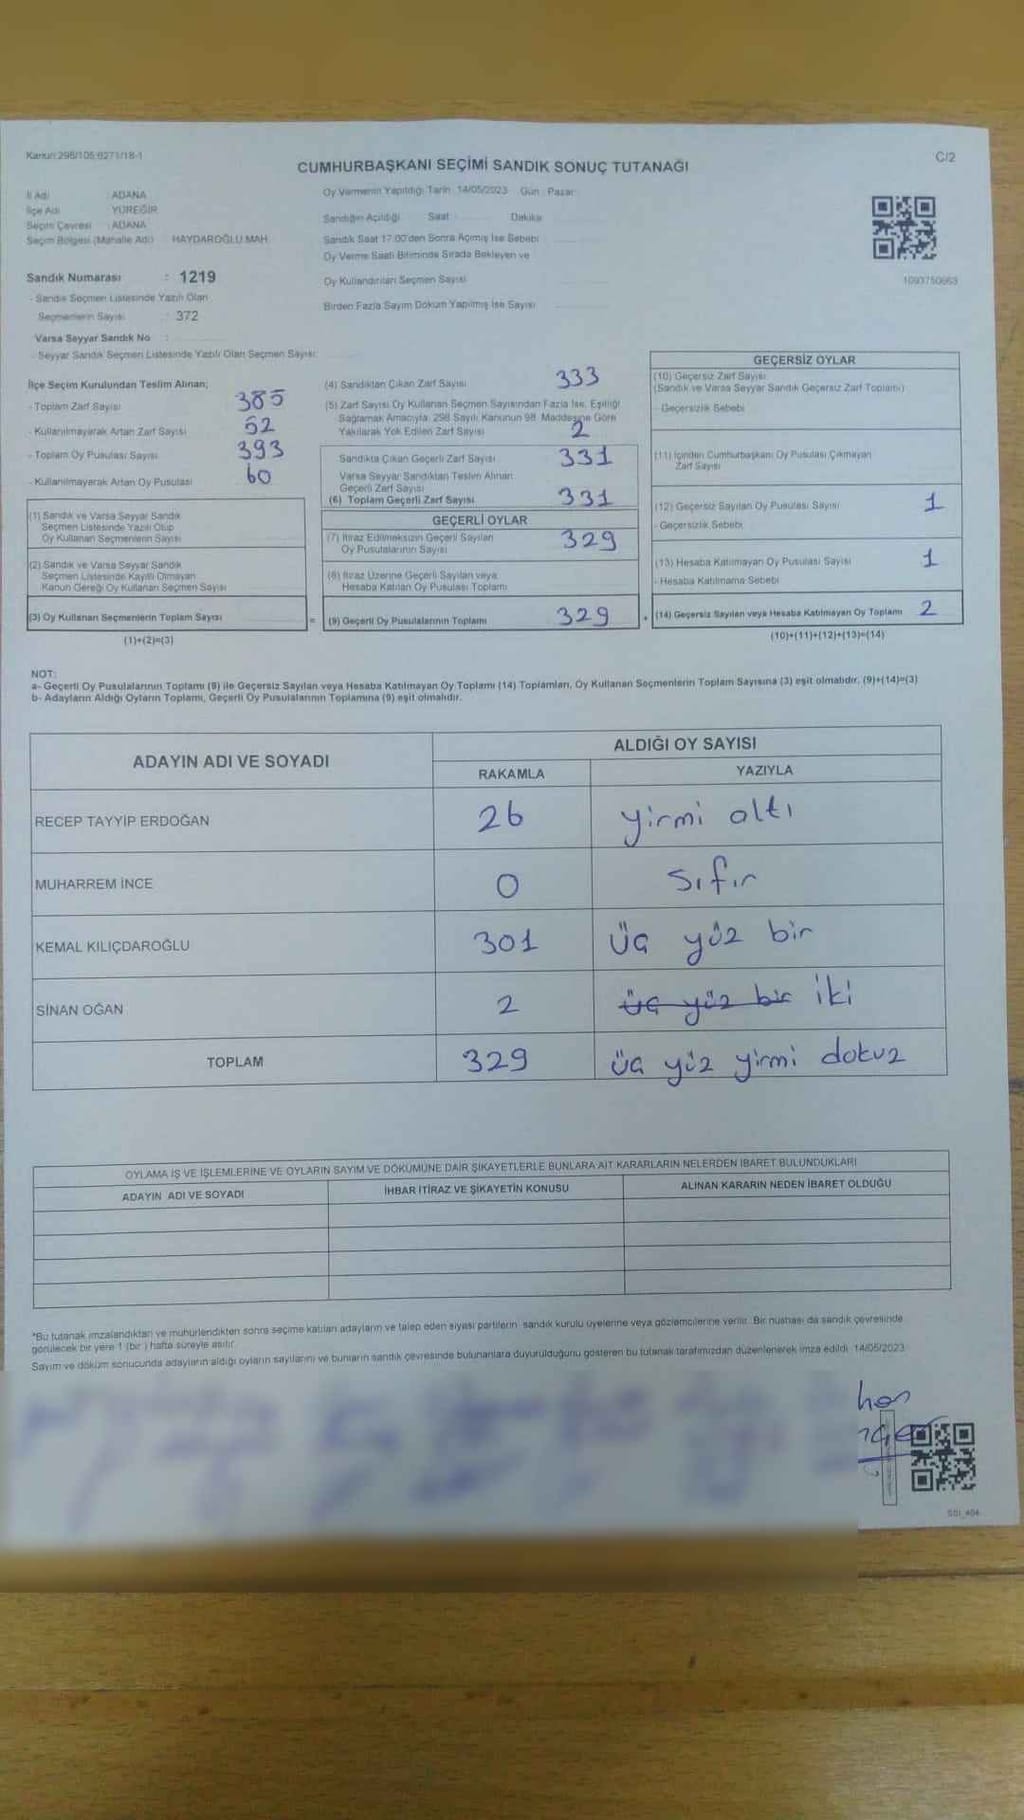 Kanun:298/105 6271/18-1
C/2
CUMHURBAŞKANI SEÇİMİ SANDIK SONUÇ TUTANAĞI
İl Adı : ADANA
İlçe Adı : YÜREĞİR
Seçim Çevresi : ADANA
Seçim Bölgesi (Mahalle Adı) : HAYDAROĞLU MAH.
Oy Vermenin Yapıldığı Tarih: 14/05/2023 Gün : Pazar
Sandığın Açıldığı Saat Dakika
Sandık Saat 17:00'den Sonra Açılmış İse Sebebi
Oy Verme Saati Bitiminde Sırada Bekleyen ve
Oy Kullandırılan Seçmen Sayısı
Birden Fazla Sayım Döküm Yapılmış İse Sayısı
1093750663
Sandık Numarası : 1219
- Sandık Seçmen Listesinde Yazılı Olan
Seçmenlerin Sayısı : 372
Varsa Seyyar Sandık No :
- Seyyar Sandık Seçmen Listesinde Yazılı Olan Seçmen Sayısı:
İlçe Seçim Kurulundan Teslim Alınan;
- Toplam Zarf Sayısı 385
- Kullanılmayarak Artan Zarf Sayısı 52
- Toplam Oy Pusulası Sayısı 393
- Kullanılmayarak Artan Oy Pusulası 60
(1) Sandık ve Varsa Seyyar Sandık
Seçmen Listesinde Yazılı Olup
Oy Kullanan Seçmenlerin Sayısı
(2) Sandık ve Varsa Seyyar Sandık
Seçmen Listesinde Kayıtlı Olmayan
Kanun Gereği Oy Kullanan Seçmen Sayısı
(3) Oy Kullanan Seçmenlerin Toplam Sayısı
(1)+(2)=(3)
(4) Sandıktan Çıkan Zarf Sayısı 333
(5) Zarf Sayısı Oy Kullanan Seçmen Sayısından Fazla İse, Eşitliği
Sağlamak Amacıyla, 298 Sayılı Kanunun 98. Maddesine Göre
Yakılarak Yok Edilen Zarf Sayısı 2
Sandıkta Çıkan Geçerli Zarf Sayısı 331
Varsa Seyyar Sandıktan Teslim Alınan
Geçerli Zarf Sayısı
(6) Toplam Geçerli Zarf Sayısı 331
GEÇERLİ OYLAR
(7) İtiraz Edilmeksizin Geçerli Sayılan
Oy Pusulalarının Sayısı 329
(8) İtiraz Üzerine Geçerli Sayılan veya
Hesaba Katılan Oy Pusulası Toplamı
= (9) Geçerli Oy Pusulalarının Toplamı 329
GEÇERSİZ OYLAR
(10) Geçersiz Zarf Sayısı
(Sandık ve Varsa Seyyar Sandık Geçersiz Zarf Toplamı)
- Geçersizlik Sebebi
(11) İçinden Cumhurbaşkanı Oy Pusulası Çıkmayan
Zarf Sayısı
(12) Geçersiz Sayılan Oy Pusulası Sayısı 1
- Geçersizlik Sebebi
(13) Hesaba Katılmayan Oy Pusulası Sayısı 1
- Hesaba Katılmama Sebebi
+ (14) Geçersiz Sayılan veya Hesaba Katılmayan Oy Toplamı 2
(10)+(11)+(12)+(13)=(14)
NOT:
a- Geçerli Oy Pusulalarının Toplamı (9) ile Geçersiz Sayılan veya Hesaba Katılmayan Oy Toplamı (14) Toplamları, Oy Kullanan Seçmenlerin Toplam Sayısına (3) eşit olmalıdır. (9)+(14)=(3)
b- Adayların Aldığı Oyların Toplamı, Geçerli Oy Pusulalarının Toplamına (9) eşit olmalıdır.
ADAYIN ADI VE SOYADI ALDIĞI OY SAYISI
RAKAMLA YAZIYLA
RECEP TAYYİP ERDOĞAN 26 yirmi altı
MUHARREM İNCE 0 sıfır
KEMAL KILIÇDAROĞLU 301 üç yüz bir
SİNAN OĞAN 2 üç yüz bir iki
TOPLAM 329 üç yüz yirmi dokuz
OYLAMA İŞ VE İŞLEMLERİNE VE OYLARIN SAYIM VE DÖKÜMÜNE DAİR ŞİKAYETLERLE BUNLARA AİT KARARLARIN NELERDEN İBARET BULUNDUKLARI
ADAYIN ADI VE SOYADI İHBAR İTİRAZ VE ŞİKAYETİN KONUSU ALINAN KARARIN NEDEN İBARET OLDUĞU
*Bu tutanak imzalandıktan ve mühürlendikten sonra seçime katılan adayların ve talep eden siyasi partilerin sandık kurulu üyelerine veya gözlemcilerine verilir. Bir nüshası da sandık çevresinde
görülecek bir yere 1 (bir ) hafta süreyle asılır.
Sayım ve döküm sonucunda adayların aldığı oyların sayılarını ve bunların sandık çevresinde bulunanlara duyurulduğunu gösteren bu tutanak tarafımızdan düzenlenerek imza edildi. 14/05/2023